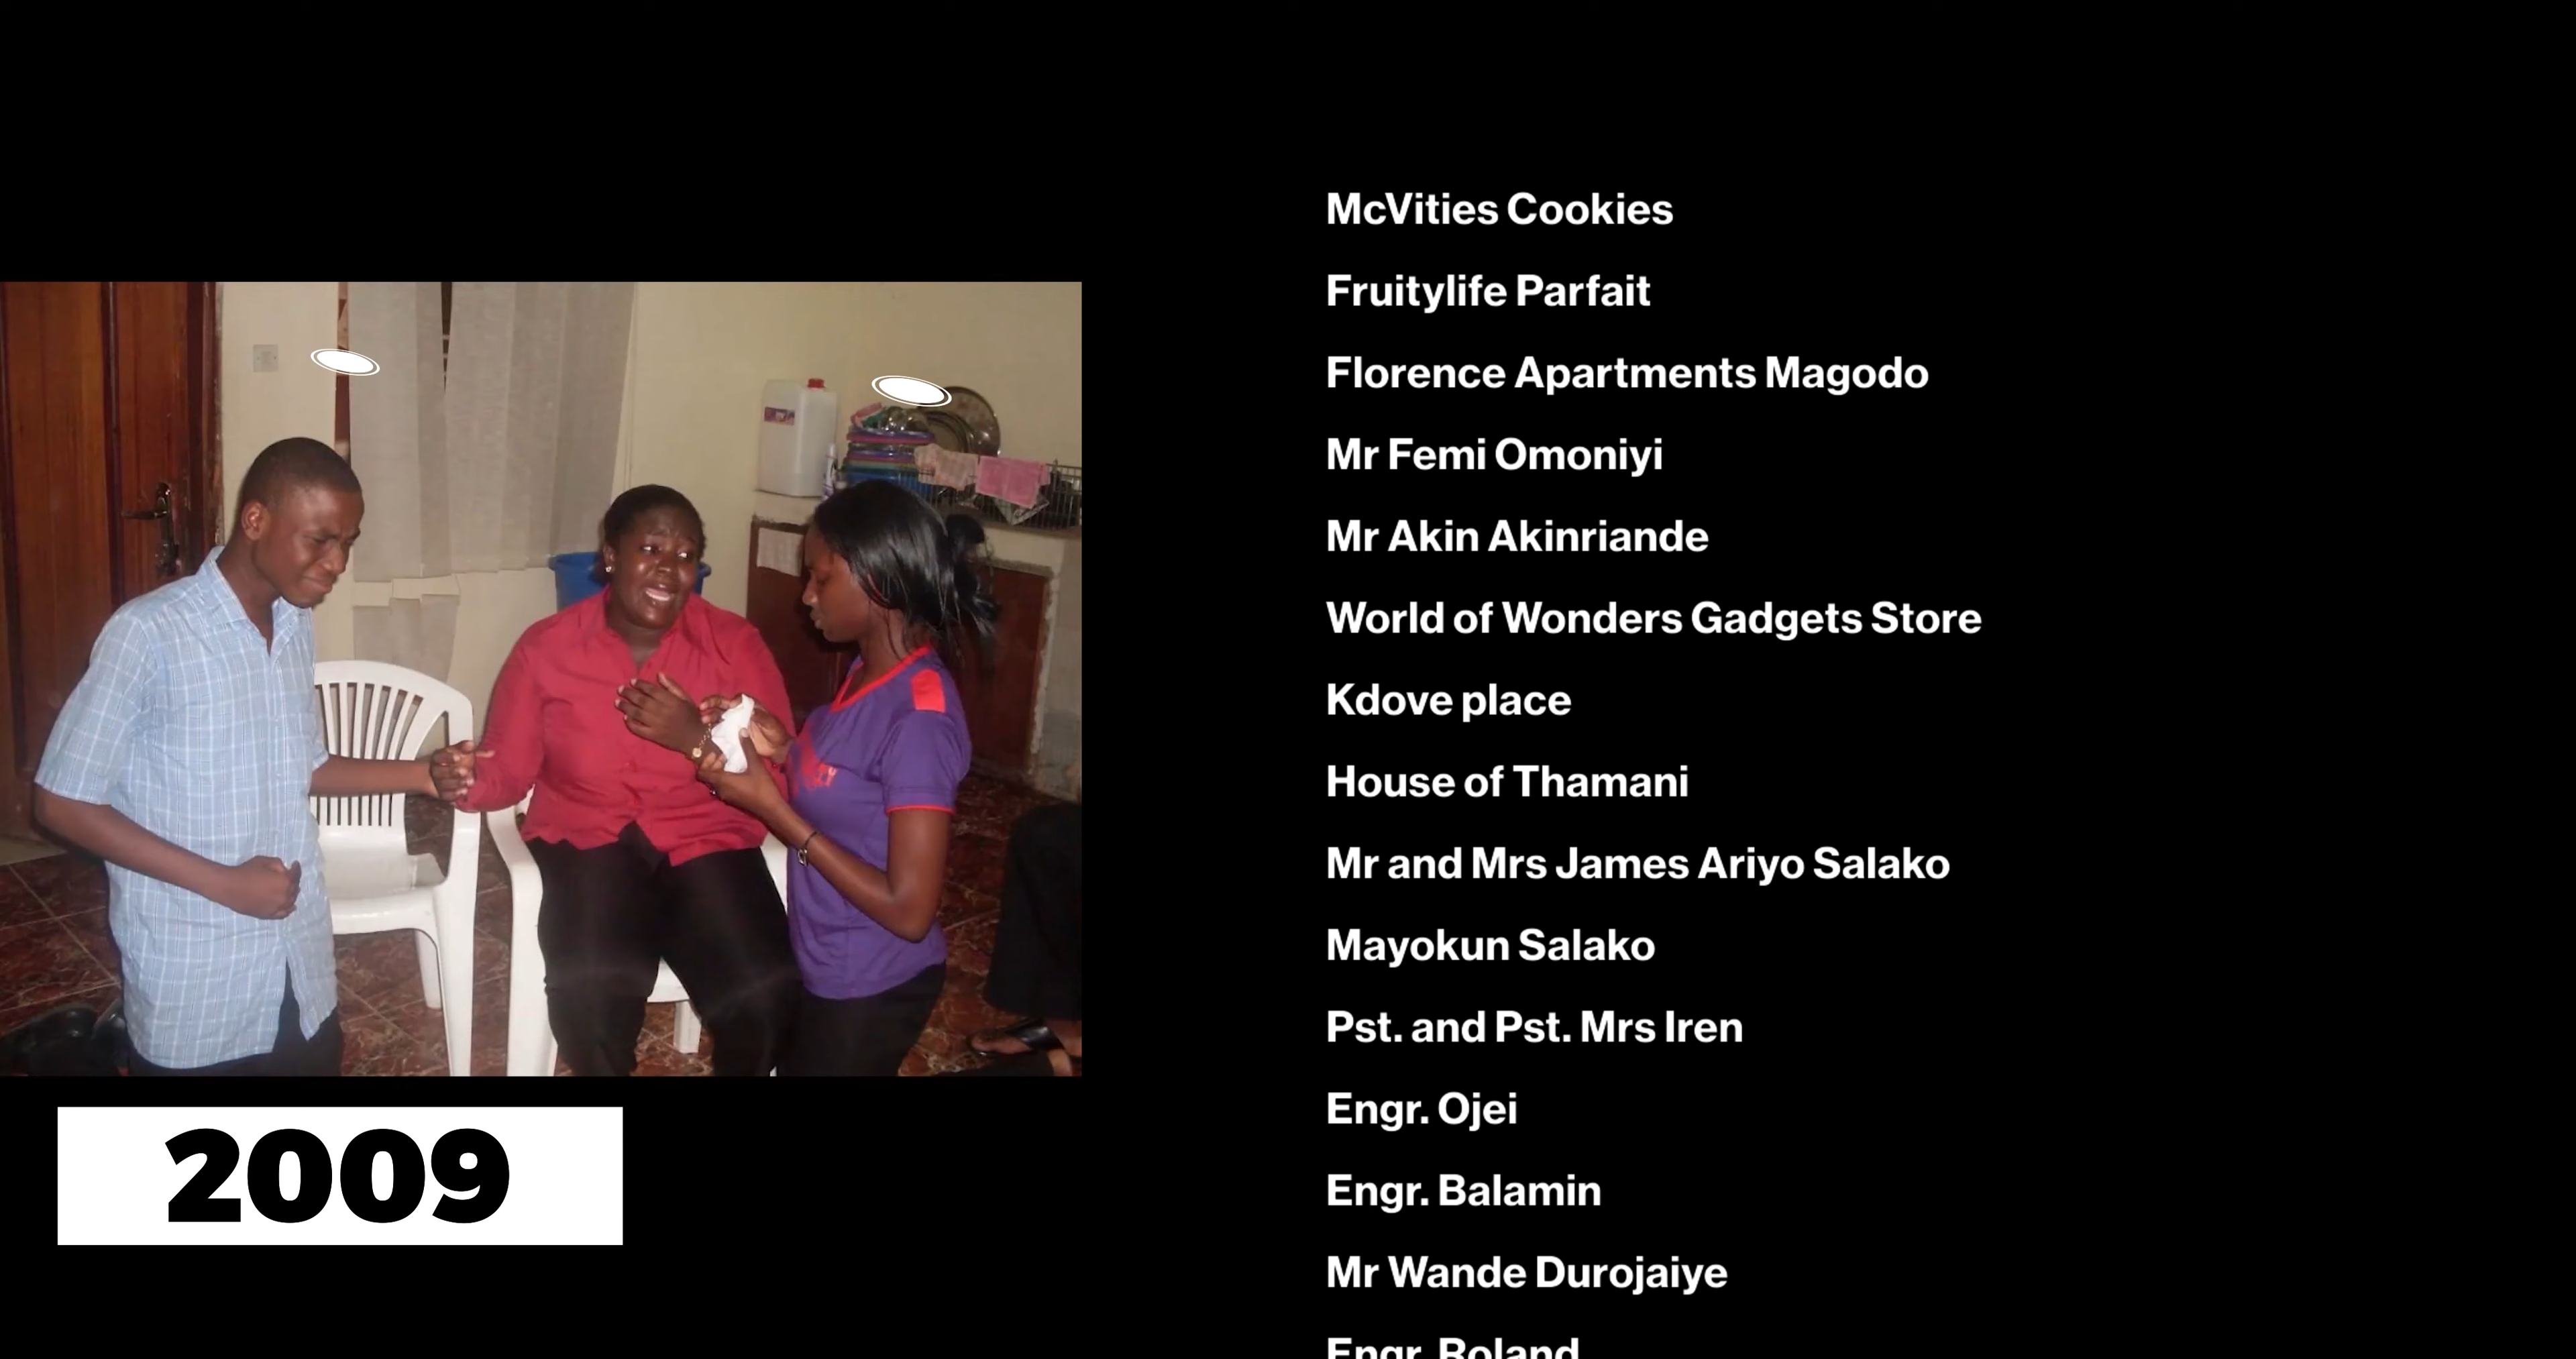 McVities Cookies
Fruitylife Parfait
Florence Apartments Magodo
Mr Femi Omoniyi
Mr Akin Akinriande
World of Wonders Gadgets Store
Kdove place
House of Thamani
Mr and Mrs James Ariyo Salako
Mayokun Salako
Pst. and Pst. Mrs Iren
Engr. Ojei
Engr. Balamin
Mr Wande Durojaiye
Engr. Roland
2009